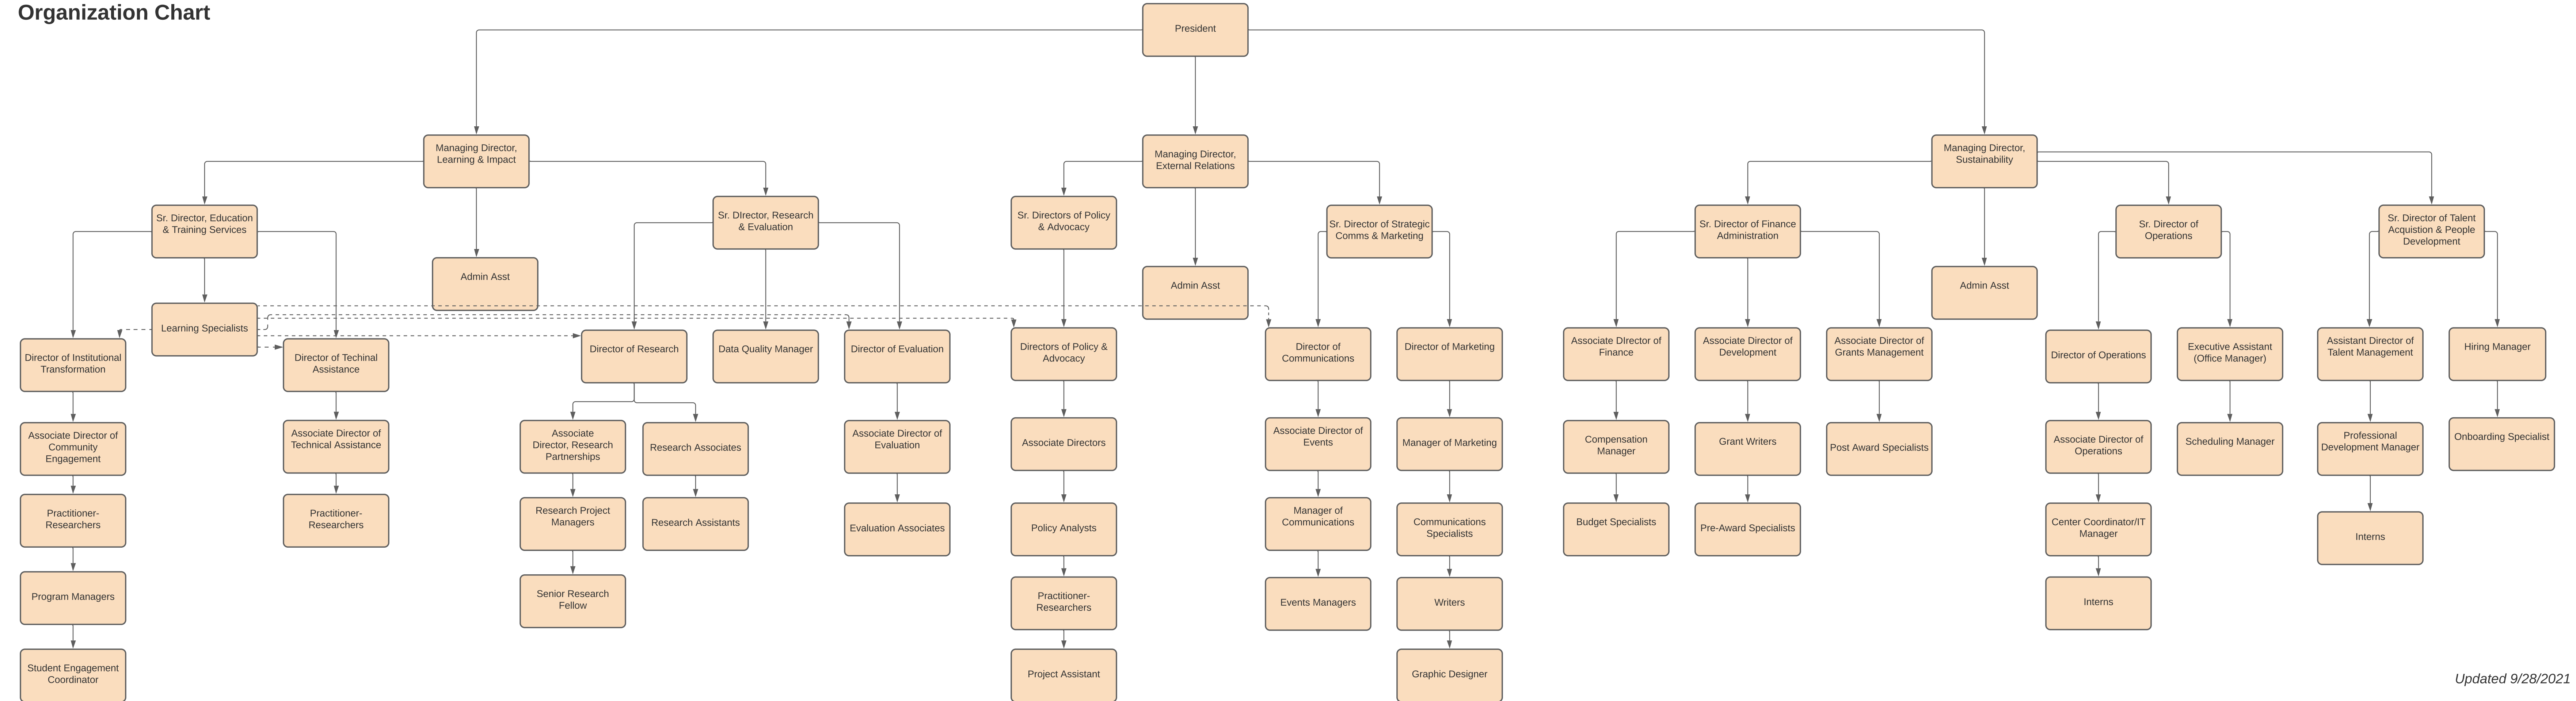 Organization Chart
President
Managing Director,
Learning & Impact
Managing Director,
External Relations
Managing Director,
Sustainability
Sr. Director, Education
& Training Services
Sr. DIrector, Research
& Evaluation
Sr. Directors of Policy
& Advocacy
Sr. Director of Strategic
Comms & Marketing
Sr. Director of Finance
Administration
Sr. Director of
Operations
Sr. Director of Talent
Acquistion & People
Development
Admin Asst
Admin Asst
Admin Asst
Learning Specialists
Director of Institutional
Transformation
Director of Techinal
Assistance
Director of Research
Data Quality Manager
Director of Evaluation
Directors of Policy &
Advocacy
Director of
Communications
Director of Marketing
Associate DIrector of
Finance
Associate Director of
Development
Associate Director of
Grants Management
Director of Operations
Executive Assistant
(Office Manager)
Assistant Director of
Talent Management
Hiring Manager
Associate Director of
Community
Engagement
Associate Director of
Technical Assistance
Associate
Director, Research
Partnerships
Research Associates
Associate Director of
Evaluation
Associate Directors
Associate Director of
Events
Manager of Marketing
Compensation
Manager
Grant Writers
Post Award Specialists
Associate Director of
Operations
Scheduling Manager
Professional
Development Manager
Onboarding Specialist
Practitioner-
Researchers
Practitioner-
Researchers
Research Project
Managers
Research Assistants
Evaluation Associates
Policy Analysts
Manager of
Communications
Communications
Specialists
Budget Specialists
Pre-Award Specialists
Center Coordinator/IT
Manager
Interns
Program Managers
Senior Research
Fellow
Practitioner-
Researchers
Events Managers
Writers
Interns
Student Engagement
Coordinator
Project Assistant
Graphic Designer
Updated 9/28/2021